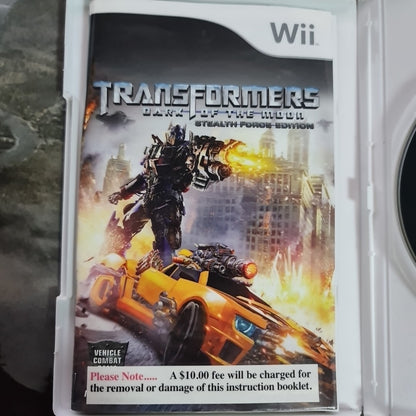 Wii
TRANSFORMERS
DARK OF THE MOON
STEALTH FORCE EDITION
VEHICLE
COMBAT
Please Note..... A $10.00 fee will be charged for
the removal or damage of this instruction booklet.